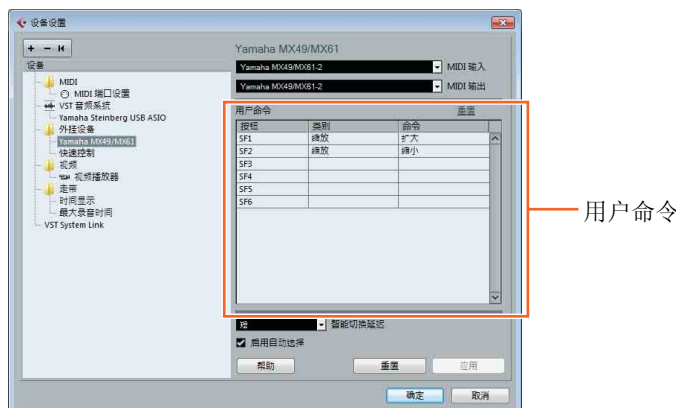 设备设置
+ - I◀
设备
MIDI
MIDI 端口设置
VST 音频系统
Yamaha Steinberg USB ASIO
外挂设备
Yamaha MX49/MX61
快速控制
视频
视频播放器
走带
时间显示
最大录音时间
VST System Link
Yamaha MX49/MX61
Yamaha MX49/MX61-2 MIDI 输入
Yamaha MX49/MX61-2 MIDI 输出
用户命令 重置
按钮 类别 命令
SF1 缩放 扩大
SF2 缩放 缩小
SF3
SF4
SF5
SF6
用户命令
短 智能切换延迟
启用自动选择
帮助 重置 应用
确定 取消